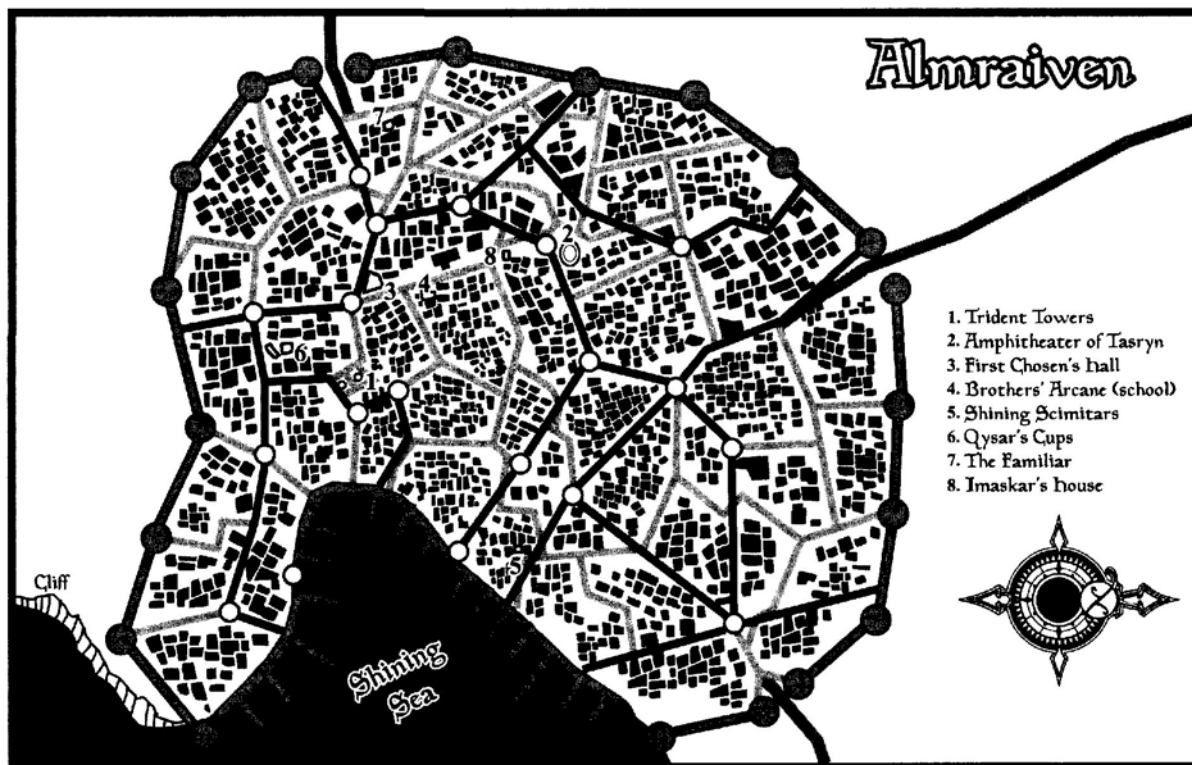 Almraiven
7
2
8
3
4
6
1
5
1. Trident Towers
2. Amphitheater of Tasryn
3. First Chosen's hall
4. Brothers' Arcane (school)
5. Shining Scimitars
6. Qysar's Cups
7. The Familiar
8. Imaskar's house
Cliff
Shining
Sea